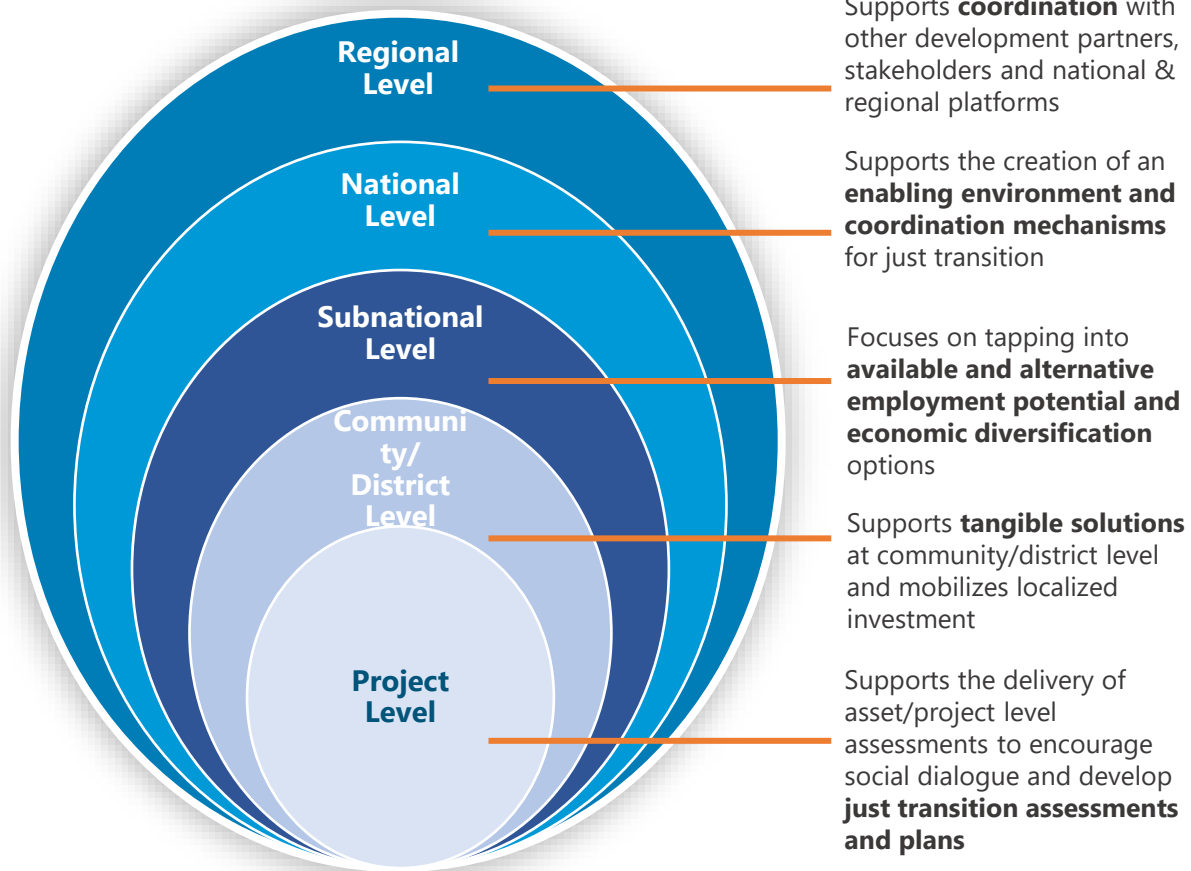 Regional
Level
Supports coordination with
other development partners,
stakeholders and national &
regional platforms
National
Level
Supports the creation of an
enabling environment and
coordination mechanisms
for just transition
Subnational
Level
Focuses on tapping into
available and alternative
employment potential and
economic diversification
options
Communi
ty/
District
Level
Supports tangible solutions
at community/district level
and mobilizes localized
investment
Project
Level
Supports the delivery of
asset/project level
assessments to encourage
social dialogue and develop
just transition assessments
and plans